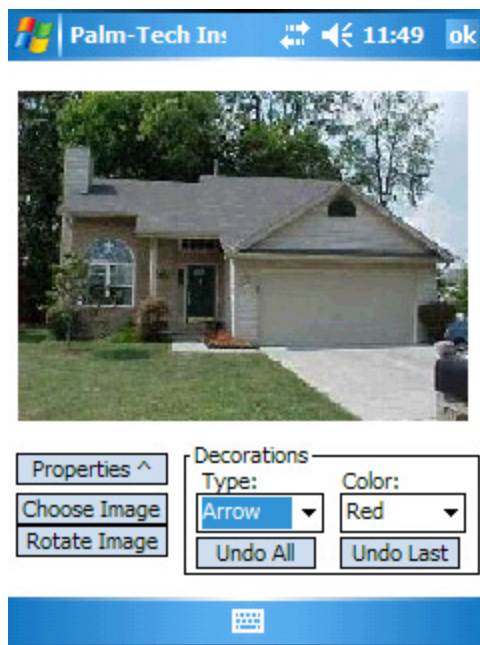 Palm-Tech Ins 11:49 ok
Properties ^
Choose Image
Rotate Image
Decorations
Type: Color:
Arrow Red
Undo All Undo Last